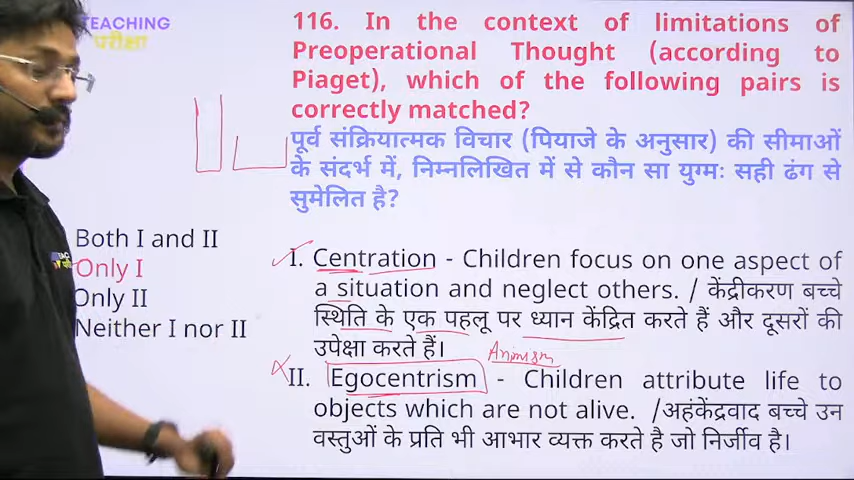 TEACHING
परीक्षा
116. In the context of limitations of
Preoperational Thought (according to
Piaget), which of the following pairs is
correctly matched?
पूर्व संक्रियात्मक विचार (पियाजे के अनुसार) की सीमाओं
के संदर्भ में, निम्नलिखित में से कौन सा युग्मः सही ढंग से
सुमेलित है?
Both I and II
Only I
Only II
Neither I nor II
I. Centration - Children focus on one aspect of
a situation and neglect others. / केंद्रीकरण बच्चे
स्थिति के एक पहलू पर ध्यान केंद्रित करते हैं और दूसरों की
उपेक्षा करते हैं।
Animism
II. Egocentrism - Children attribute life to
objects which are not alive. /अहंकेंद्रवाद बच्चे उन
वस्तुओं के प्रति भी आभार व्यक्त करते है जो निर्जीव है।